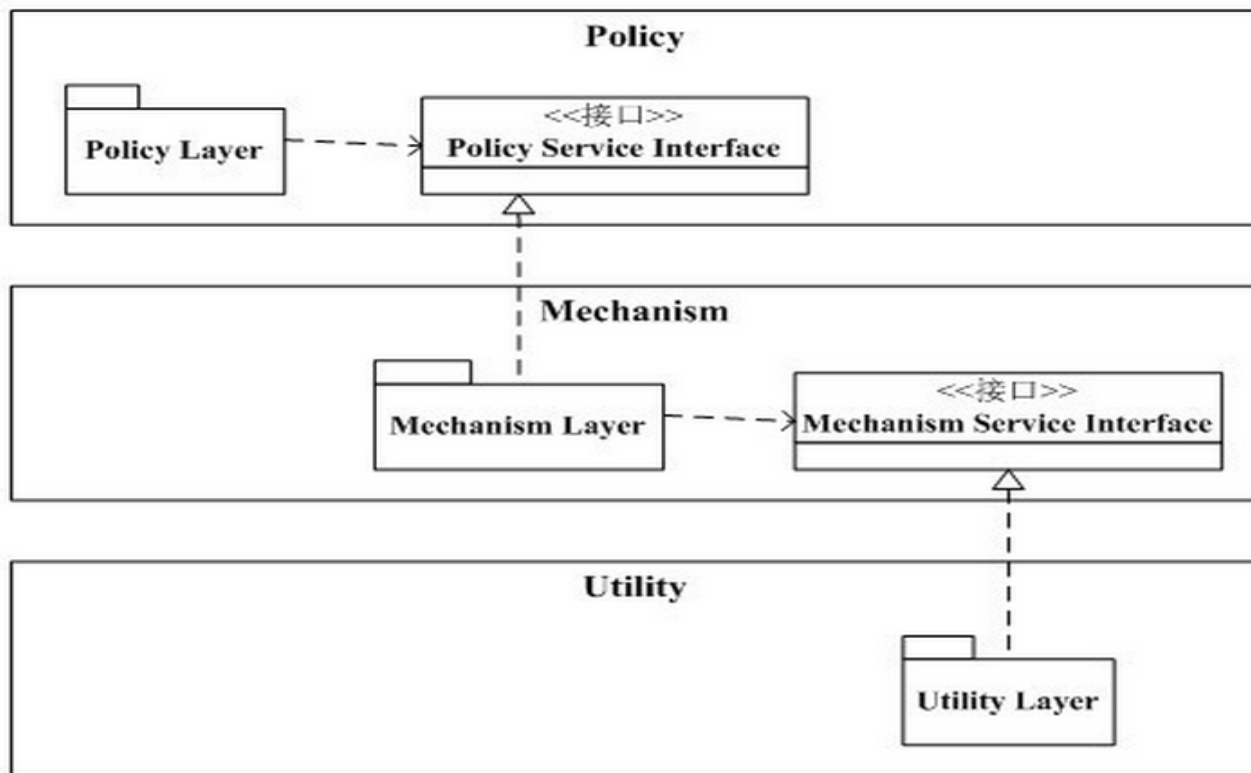 Policy
<<接口>>
Policy Layer
Policy Service Interface
Mechanism
<<接口>>
Mechanism Layer
Mechanism Service Interface
Utility
Utility Layer